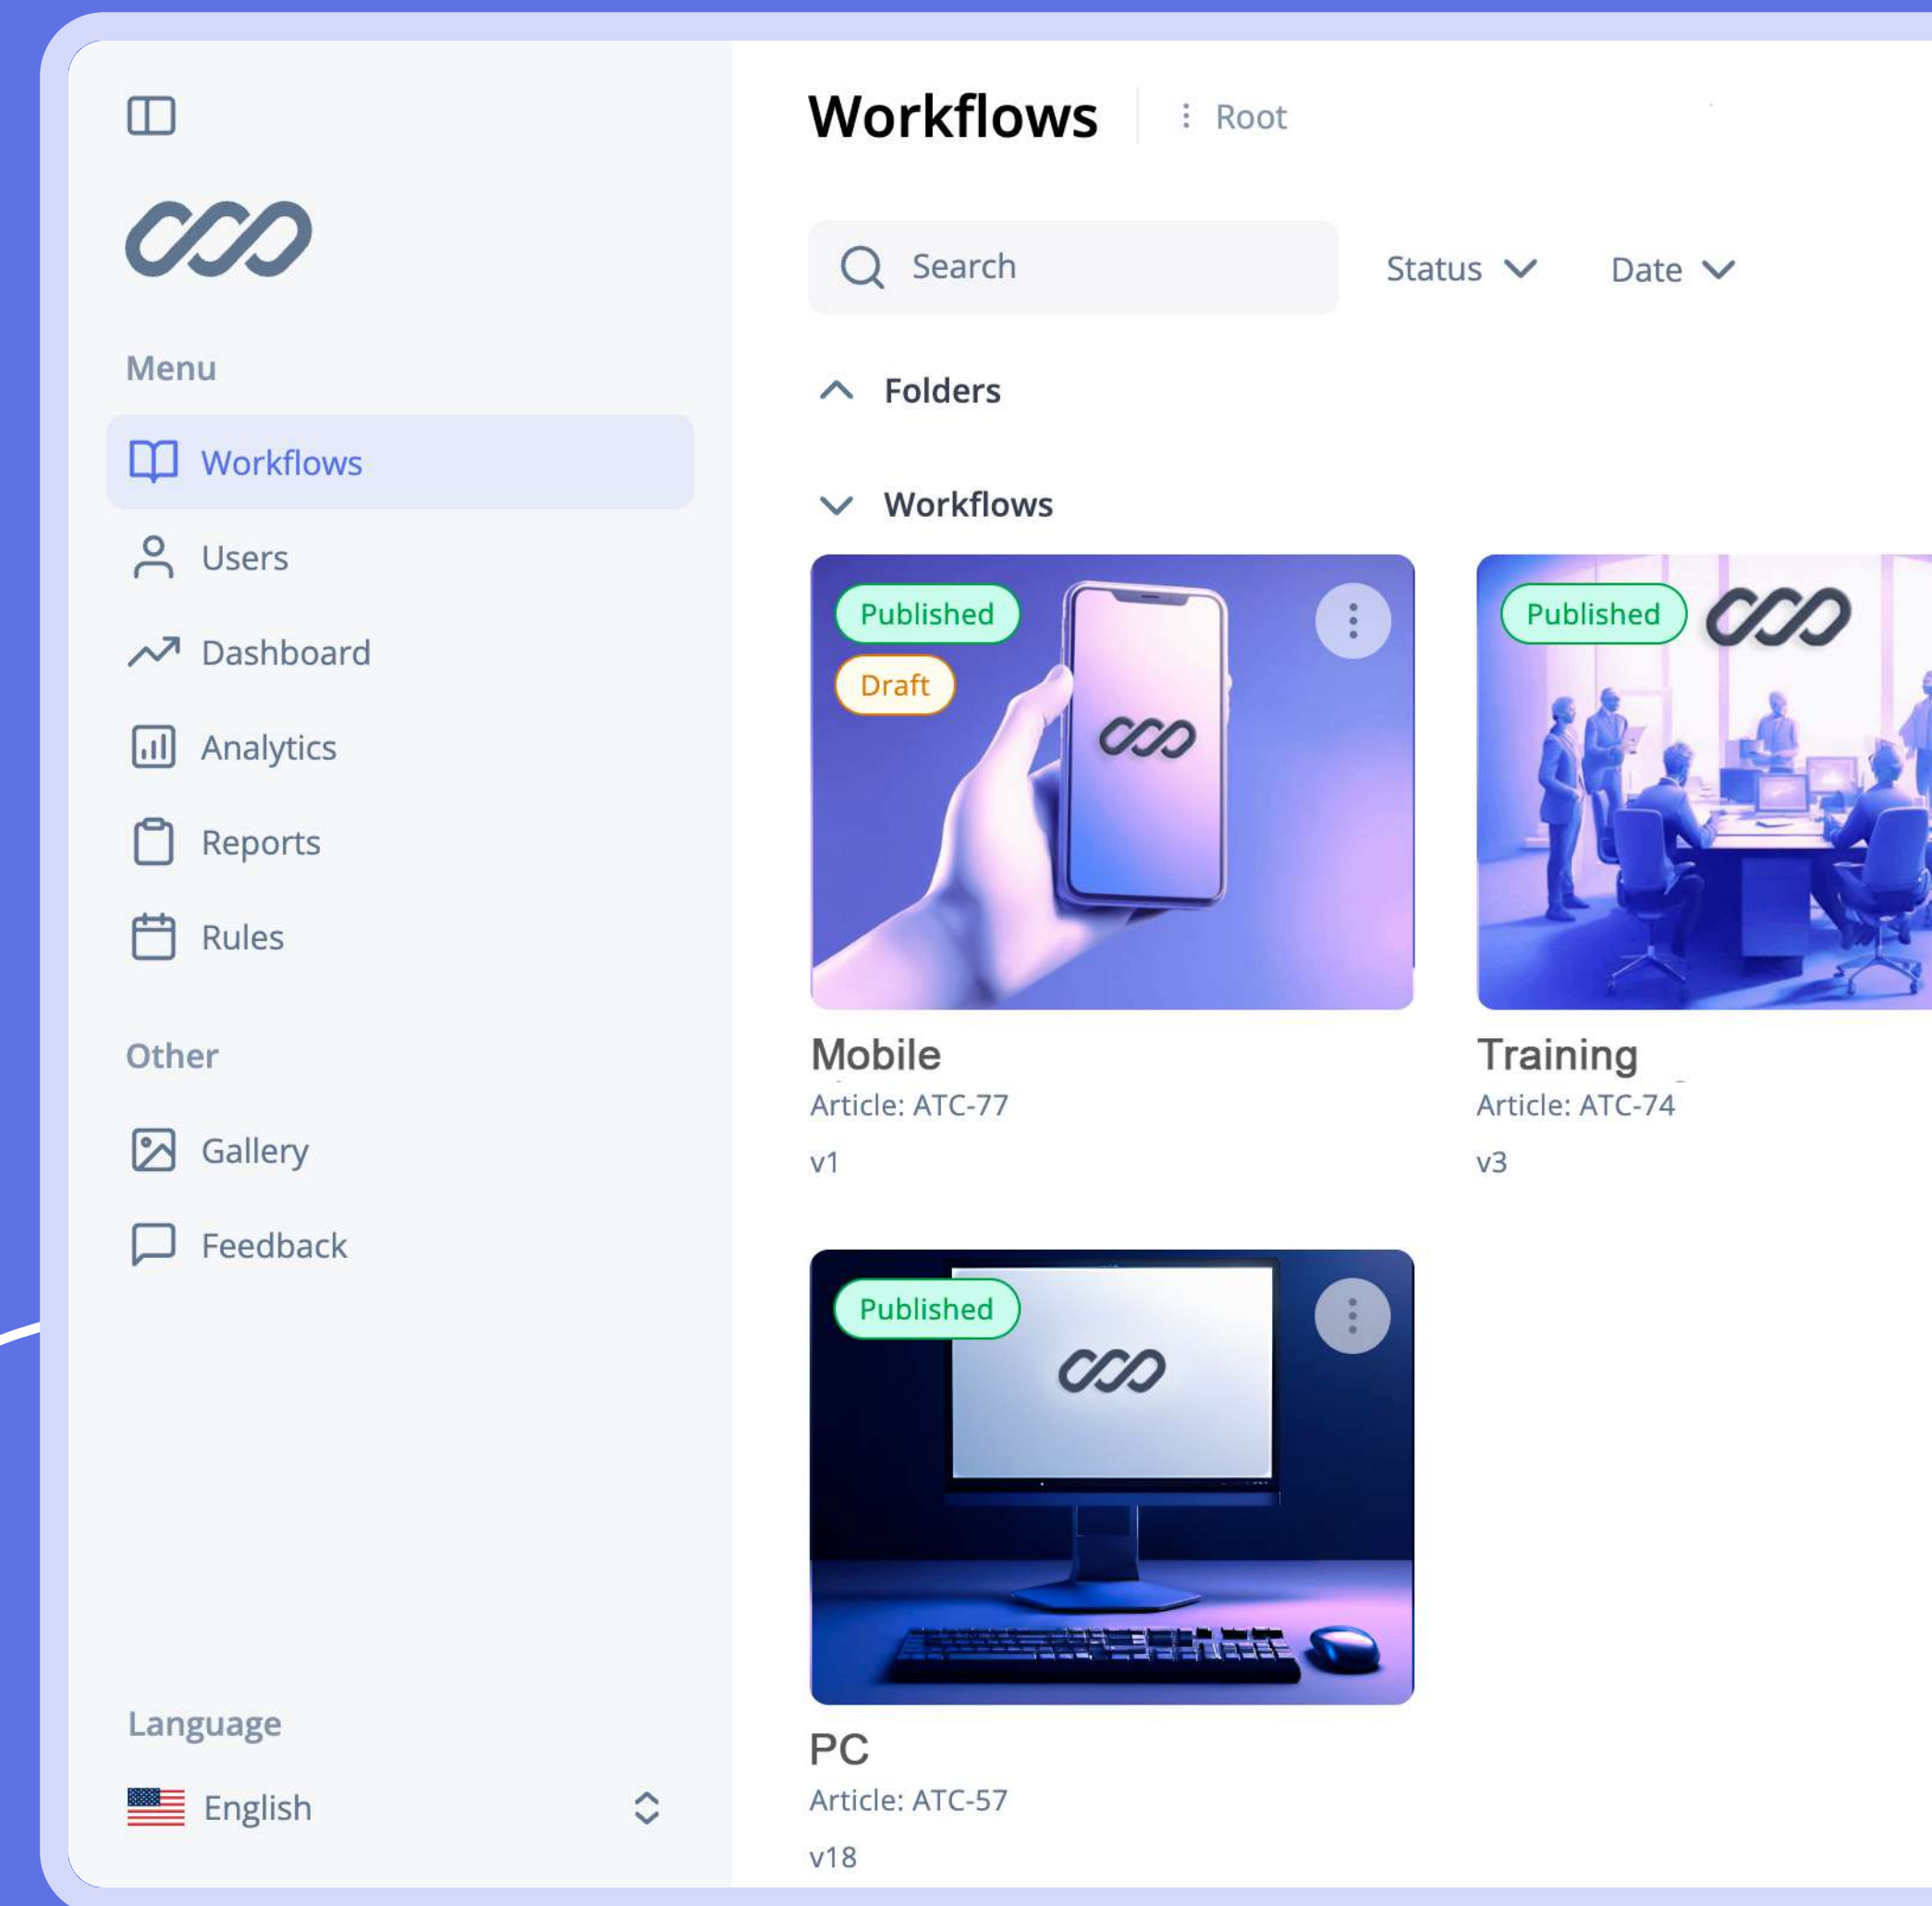 Workflows
Root
Search
Status
Date
Menu
Workflows
Users
Dashboard
Analytics
Reports
Rules
Other
Gallery
Feedback
Language
English
Folders
Workflows
Published
Draft
Mobile
Article: ATC-77
v1
Published
Training
Article: ATC-74
v3
Published
PC
Article: ATC-57
v18